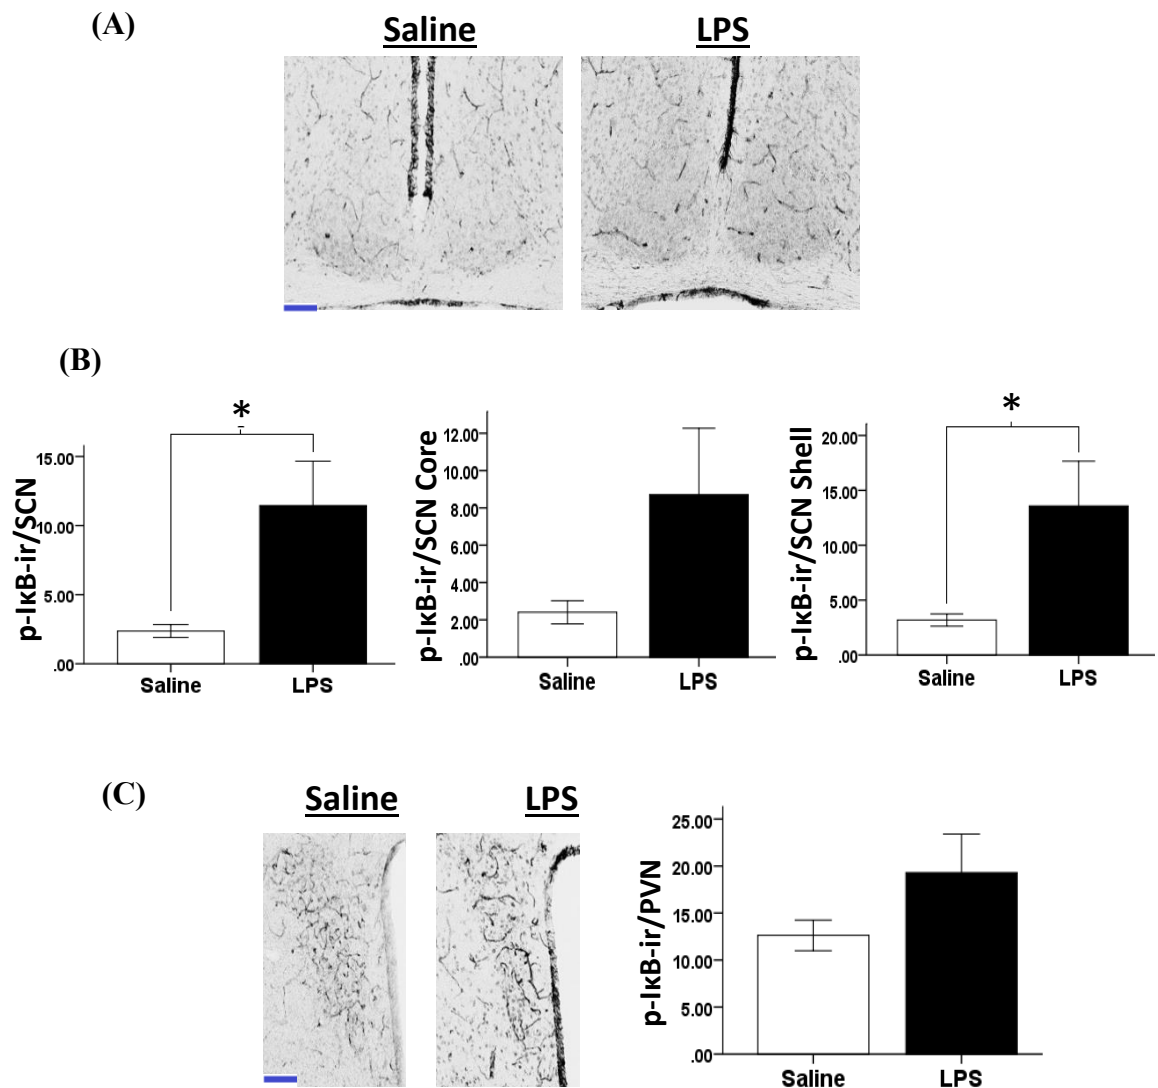 (A)
Saline
LPS
(B)
*
15.00
10.00
5.00
.00
p-IκB-ir/SCN
Saline
LPS
12.00
10.00
8.00
6.00
4.00
2.00
.00
p-IκB-ir/SCN Core
Saline
LPS
*
20.00
15.00
10.00
5.00
.00
p-IκB-ir/SCN Shell
Saline
LPS
(C)
Saline
LPS
25.00
20.00
15.00
10.00
5.00
.00
p-IκB-ir/PVN
Saline
LPS